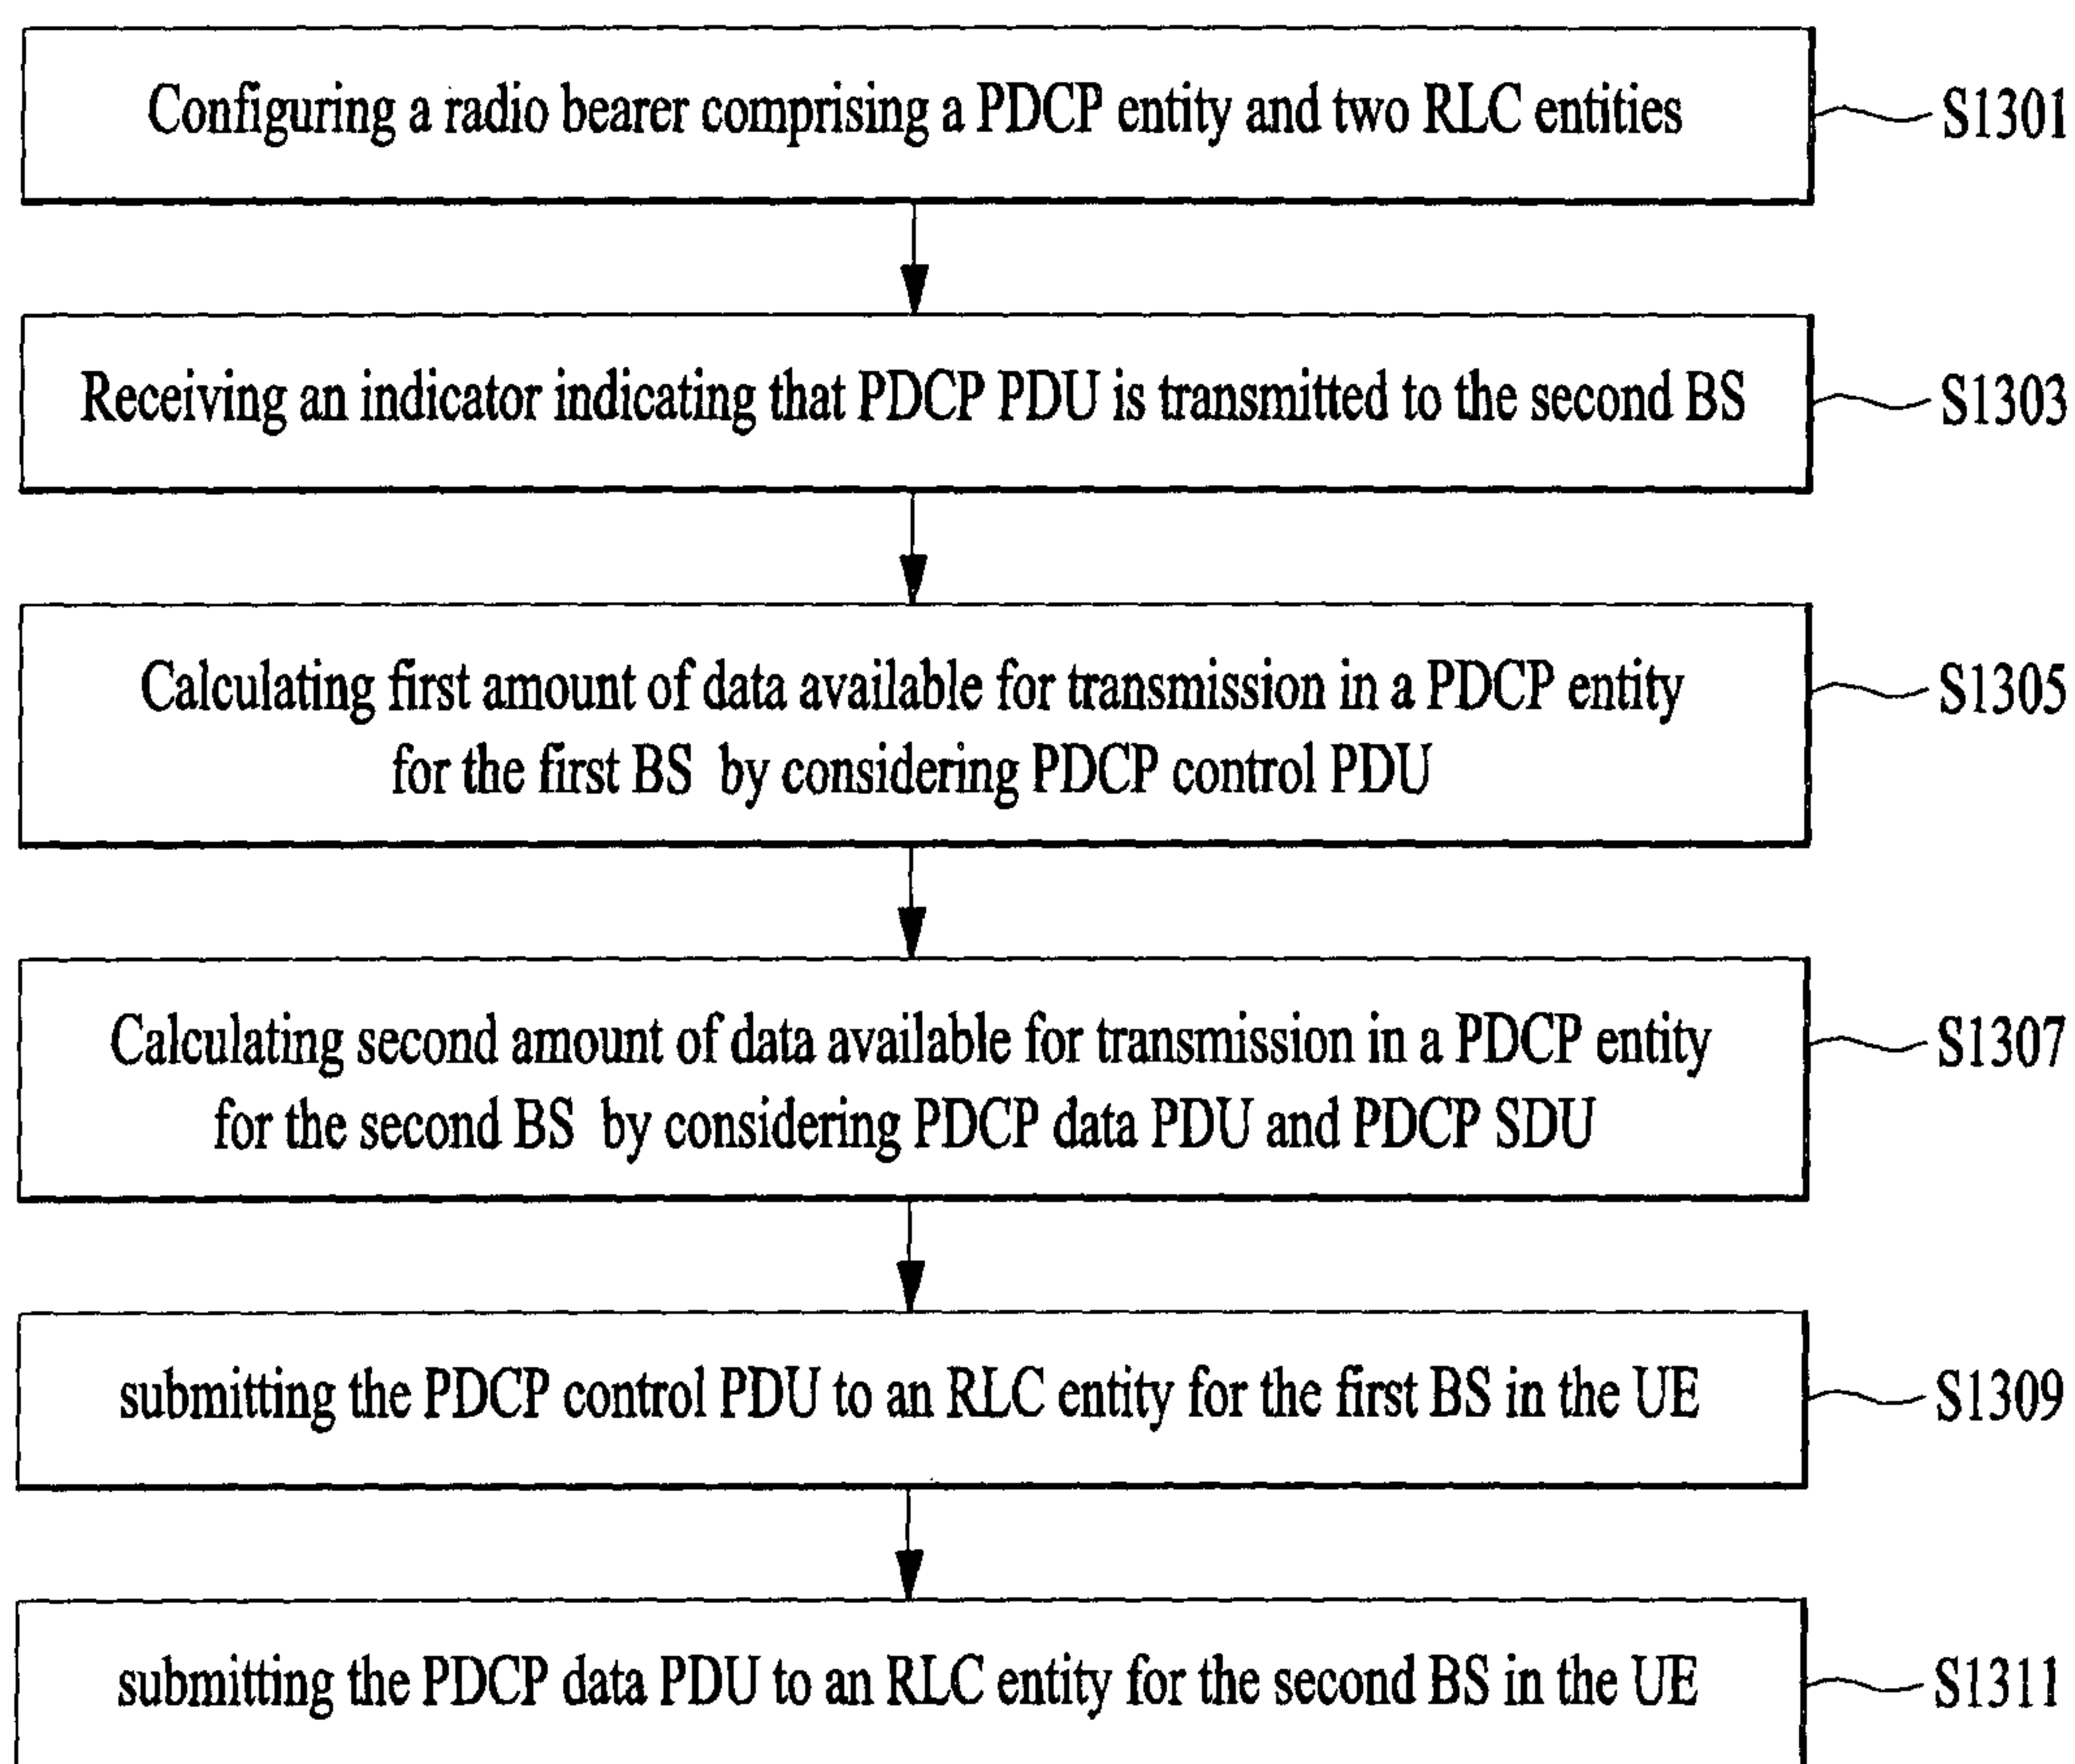 Configuring a radio bearer comprising a PDCP entity and two RLC entities
S1301
Receiving an indicator indicating that PDCP PDU is transmitted to the second BS
S1303
Calculating first amount of data available for transmission in a PDCP entity
for the first BS by considering PDCP control PDU
S1305
Calculating second amount of data available for transmission in a PDCP entity
for the second BS by considering PDCP data PDU and PDCP SDU
S1307
submitting the PDCP control PDU to an RLC entity for the first BS in the UE
S1309
submitting the PDCP data PDU to an RLC entity for the second BS in the UE
S1311